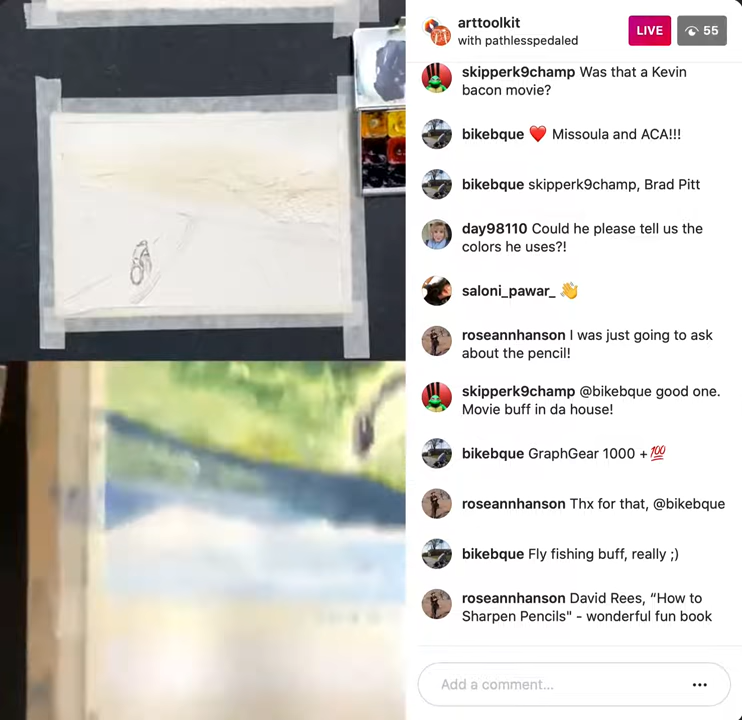 arttoolkit
with pathlesspedaled
LIVE
55
skipperk9champ Was that a Kevin
bacon movie?
bikebque ❤️ Missoula and ACA!!!
bikebque skipperk9champ, Brad Pitt
day98110 Could he please tell us the
colors he uses?!
saloni_pawar_ 👋
roseannhanson I was just going to ask
about the pencil!
skipperk9champ @bikebque good one.
Movie buff in da house!
bikebque GraphGear 1000 +💯
roseannhanson Thx for that, @bikebque
bikebque Fly fishing buff, really ;)
roseannhanson David Rees, “How to
Sharpen Pencils" - wonderful fun book
Add a comment...